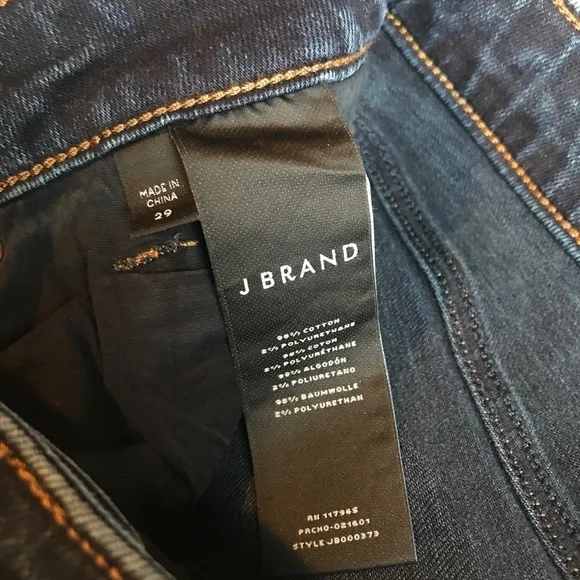 MADE IN
CHINA
29
J BRAND
98% COTTON
2% POLYURETHANE
98% COTON
2% POLYURÉTHANE
98% ALGODÓN
2% POLIURETANO
98% BAUMWOLLE
2% POLYURETHAN
RN 117965
PRCHO-021601
STYLE JB000373